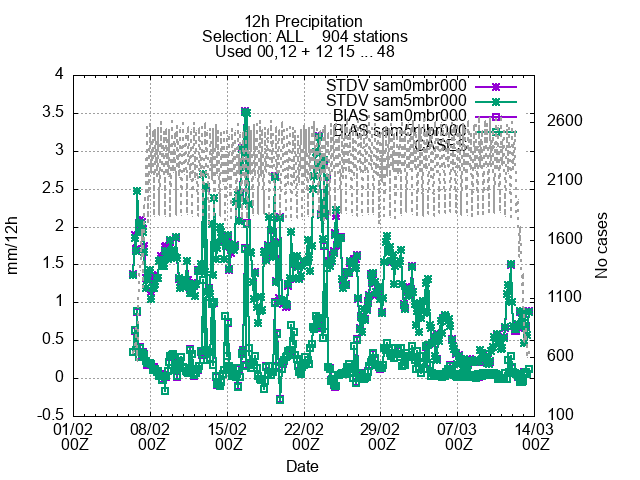 12h Precipitation
Selection: ALL    904 stations
Used 00,12 + 12 15 ... 48
STDV sam0mbr000
STDV sam5mbr000
BIAS sam0mbr000
BIAS sam5mbr000
CASES
4
3.5
3
2.5
2
1.5
1
0.5
0
-0.5
mm/12h
2600
2100
1600
1100
600
100
No cases
01/02 08/02 15/02 22/02 29/02 07/03 14/03
00Z 00Z 00Z 00Z 00Z 00Z 00Z
Date